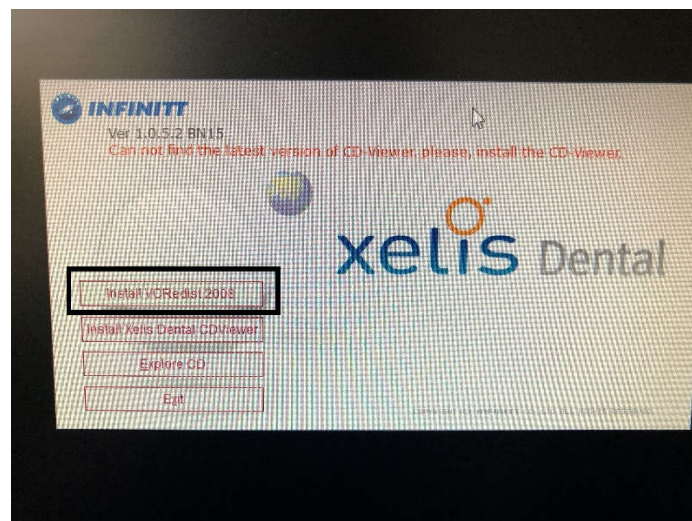 INFINITT
Ver 1.0.5.2 BN15
Can not find the latest version of CD-Viewer, please, install the CD-Viewer.
xelis Dental
Install VCRedist 2008
Install Xelis Dental CDViewer
Explore CD
Exit